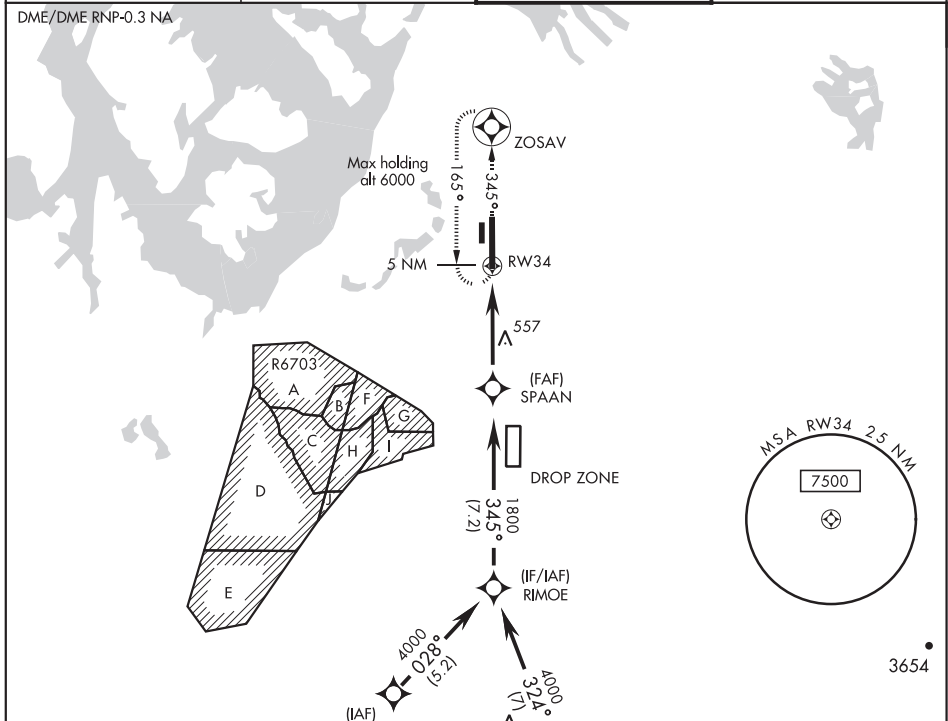 DME/DME RNP-0.3 NA
ZOSAV
Max holding
alt 6000
165°
345°
5 NM
RW34
557
(FAF)
SPAAN
R6703
A
B
F
G
C
H
I
D
J
E
DROP ZONE
1800
345°
(7.2)
MSA RW34 25 NM
7500
(IF/IAF)
RIMOE
4000
028°
(5.2)
4000
324°
(7)
3654
(IAF)